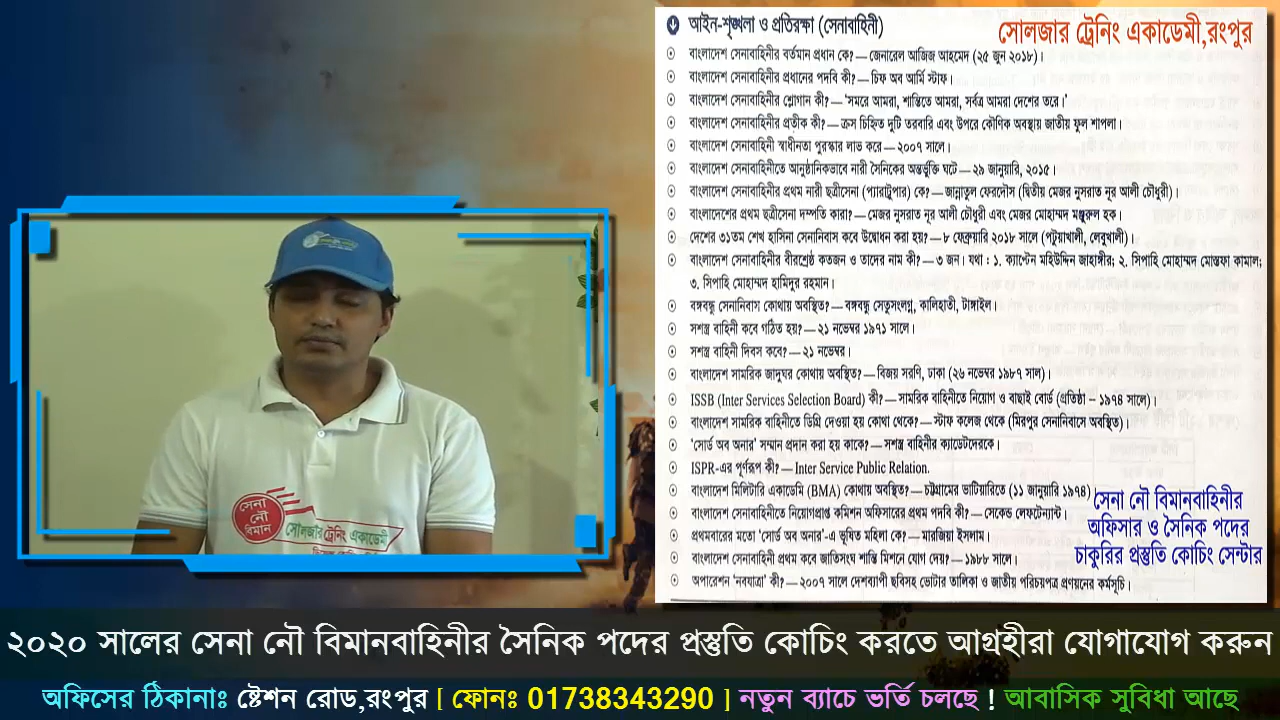 আইন-শৃঙ্খলা ও প্রতিরক্ষা (সেনাবাহিনী)
সোলজার ট্রেনিং একাডেমী,রংপুর
বাংলাদেশ সেনাবাহিনীর বর্তমান প্রধান কে? — জেনারেল আজিজ আহমেদ (২৫ জুন ২০১৮)।
বাংলাদেশ সেনাবাহিনীর প্রধানের পদবি কী? — চিফ অব আর্মি স্টাফ।
বাংলাদেশ সেনাবাহিনীর স্লোগান কী? — ‘সমরে আমরা, শান্তিতে আমরা, সর্বত্র আমরা দেশের তরে।’
বাংলাদেশ সেনাবাহিনীর প্রতীক কী? — ক্রস চিহ্নিত দুটি তরবারি এবং উপরে কৌণিক অবস্থায় জাতীয় ফুল শাপলা।
বাংলাদেশ সেনাবাহিনী স্বাধীনতা পুরস্কার লাভ করে — ২০০৭ সালে।
বাংলাদেশ সেনাবাহিনীতে আনুষ্ঠানিকভাবে নারী সৈনিকের অন্তর্ভুক্তি ঘটে — ২৯ জানুয়ারি, ২০১৫।
বাংলাদেশ সেনাবাহিনীর প্রথম নারী ছত্রীসেনা (প্যারাট্রুপার) কে? — জান্নাতুল ফেরদৌস (দ্বিতীয় মেজর নুসরাত নূর আলী চৌধুরী)।
বাংলাদেশের প্রথম ছত্রীসেনা দম্পতি কারা? — মেজর নুসরাত নূর আলী চৌধুরী এবং মেজর মোহাম্মদ মঞ্জুরুল হক।
দেশের ৩১তম শেখ হাসিনা সেনানিবাস কবে উদ্বোধন করা হয়? — ৮ ফেব্রুয়ারি ২০১৮ সালে (পটুয়াখালী, লেবুখালী)।
বাংলাদেশ সেনাবাহিনীর বীরশ্রেষ্ঠ কতজন ও তাদের নাম কী? — ৩ জন। যথা : ১. ক্যাপ্টেন মহিউদ্দিন জাহাঙ্গীর; ২. সিপাহি মোহাম্মদ মোস্তফা কামাল;
৩. সিপাহি মোহাম্মদ হামিদুর রহমান।
বঙ্গবন্ধু সেনানিবাস কোথায় অবস্থিত? — বঙ্গবন্ধু সেতুসংলগ্ন, কালিহাতী, টাঙ্গাইল।
সশস্ত্র বাহিনী কবে গঠিত হয়? — ২১ নভেম্বর ১৯৭১ সালে।
সশস্ত্র বাহিনী দিবস কবে? — ২১ নভেম্বর।
বাংলাদেশ সামরিক জাদুঘর কোথায় অবস্থিত? — বিজয় সরণি, ঢাকা (২৬ নভেম্বর ১৯৮৭ সাল)।
ISSB (Inter Services Selection Board) কী? — সামরিক বাহিনীতে নিয়োগ ও বাছাই বোর্ড (প্রতিষ্ঠা – ১৯৭৪ সালে)।
বাংলাদেশ সামরিক বাহিনীতে ডিগ্রি দেওয়া হয় কোথা থেকে? — স্টাফ কলেজ থেকে (মিরপুর সেনানিবাসে অবস্থিত)।
‘সোর্ড অব অনার’ সম্মান প্রদান করা হয় কাকে? — সশস্ত্র বাহিনীর ক্যাডেটদেরকে।
ISPR-এর পূর্ণরূপ কী? — Inter Service Public Relation.
বাংলাদেশ মিলিটারি একাডেমি (BMA) কোথায় অবস্থিত? — চট্টগ্রামের ভাটিয়ারিতে (১১ জানুয়ারি ১৯৭৪)
বাংলাদেশ সেনাবাহিনীতে নিয়োগপ্রাপ্ত কমিশন অফিসারের প্রথম পদবি কী? — সেকেন্ড লেফটেন্যান্ট।
প্রথমবারের মতো ‘সোর্ড অব অনার’-এ ভূষিত মহিলা কে? — মারজিয়া ইসলাম।
বাংলাদেশ সেনাবাহিনী প্রথম কবে জাতিসংঘ শান্তি মিশনে যোগ দেয়? — ১৯৮৮ সালে।
অপারেশন ‘নবযাত্রা’ কী? — ২০০৭ সালে দেশব্যাপী ছবিসহ ভোটার তালিকা ও জাতীয় পরিচয়পত্র প্রণয়নের কর্মসূচি।
সেনা নৌ বিমানবাহিনীর
অফিসার ও সৈনিক পদের
চাকুরির প্রস্তুতি কোচিং সেন্টার
সেনা
নৌ
বিমান
সোলজার ট্রেনিং একাডেমী
২০২০ সালের সেনা নৌ বিমানবাহিনীর সৈনিক পদের প্রস্তুতি কোচিং করতে আগ্রহীরা যোগাযোগ করুন
অফিসের ঠিকানাঃ ষ্টেশন রোড,রংপুর [ ফোনঃ 01738343290 ] নতুন ব্যাচে ভর্তি চলছে ! আবাসিক সুবিধা আছে